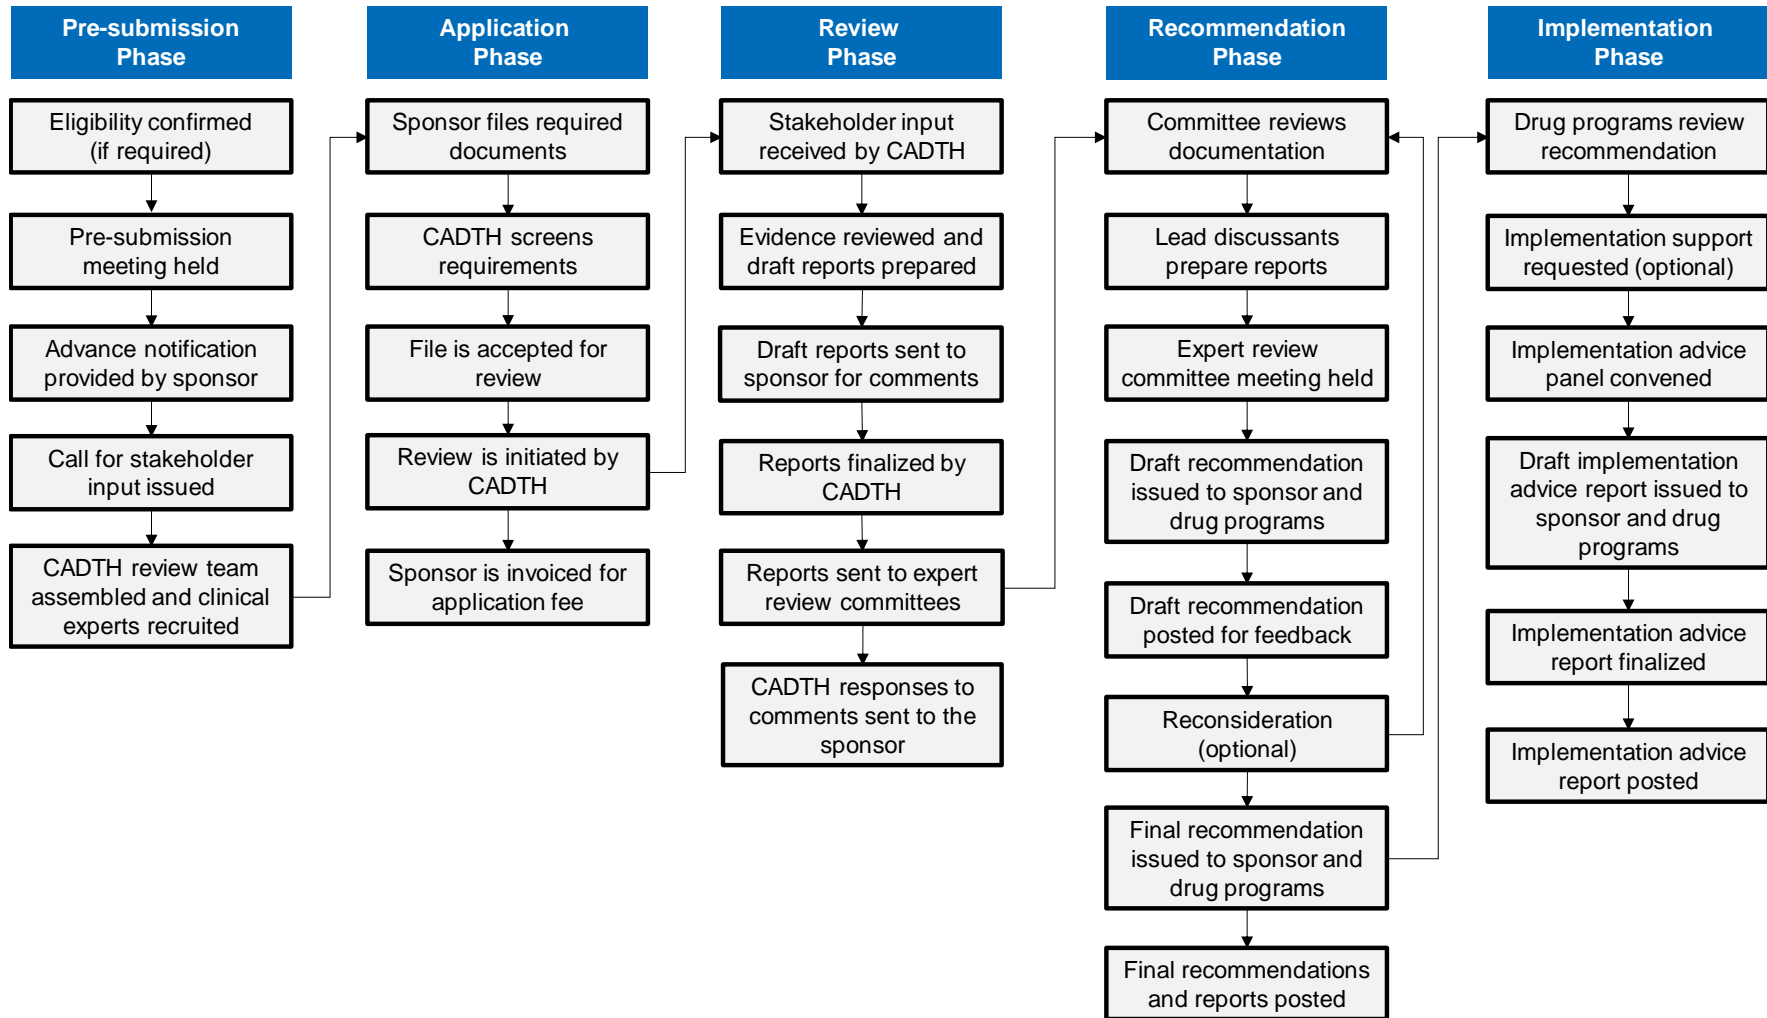 Pre-submission
Phase
Eligibility confirmed
(if required)
Pre-submission
meeting held
Advance notification
provided by sponsor
Call for stakeholder
input issued
CADTH review team
assembled and clinical
experts recruited
Application
Phase
Sponsor files required
documents
CADTH screens
requirements
File is accepted for
review
Review is initiated by
CADTH
Sponsor is invoiced for
application fee
Review
Phase
Stakeholder input
received by CADTH
Evidence reviewed and
draft reports prepared
Draft reports sent to
sponsor for comments
Reports finalized by
CADTH
Reports sent to expert
review committees
CADTH responses to
comments sent to the
sponsor
Recommendation
Phase
Committee reviews
documentation
Lead discussants
prepare reports
Expert review
committee meeting held
Draft recommendation
issued to sponsor and
drug programs
Draft recommendation
posted for feedback
Reconsideration
(optional)
Final recommendation
issued to sponsor and
drug programs
Final recommendations
and reports posted
Implementation
Phase
Drug programs review
recommendation
Implementation support
requested (optional)
Implementation advice
panel convened
Draft implementation
advice report issued to
sponsor and drug
programs
Implementation advice
report finalized
Implementation advice
report posted